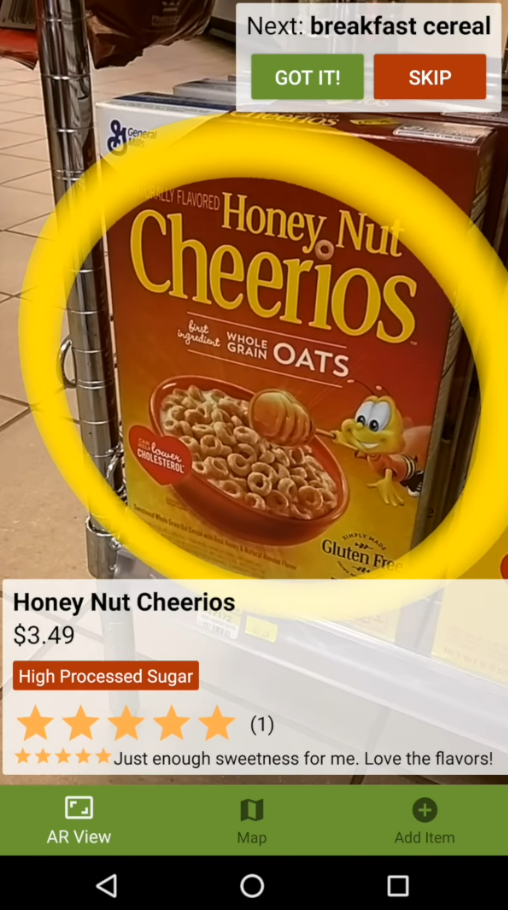 Next: breakfast cereal
GOT IT!
SKIP
General
Mills
FLAVORED
Honey Nut
Cheerios
first
ingredient
WHOLE
GRAIN
OATS
CAN
HELP
lower
CHOLESTEROL
SIMPLY MADE
Gluten Free
Honey Nut Cheerios
$3.49
High Processed Sugar
(1)
Just enough sweetness for me. Love the flavors!
AR View
Map
Add Item